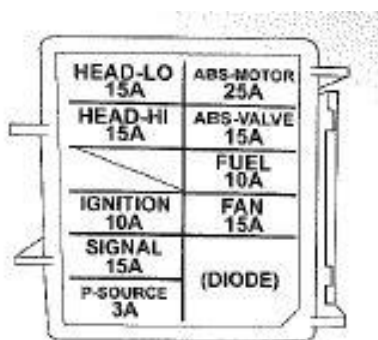 HEAD-LO
15A
HEAD-HI
15A
IGNITION
10A
SIGNAL
15A
P-SOURCE
3A
ABS-MOTOR
25A
ABS-VALVE
15A
FUEL
10A
FAN
15A
(DIODE)